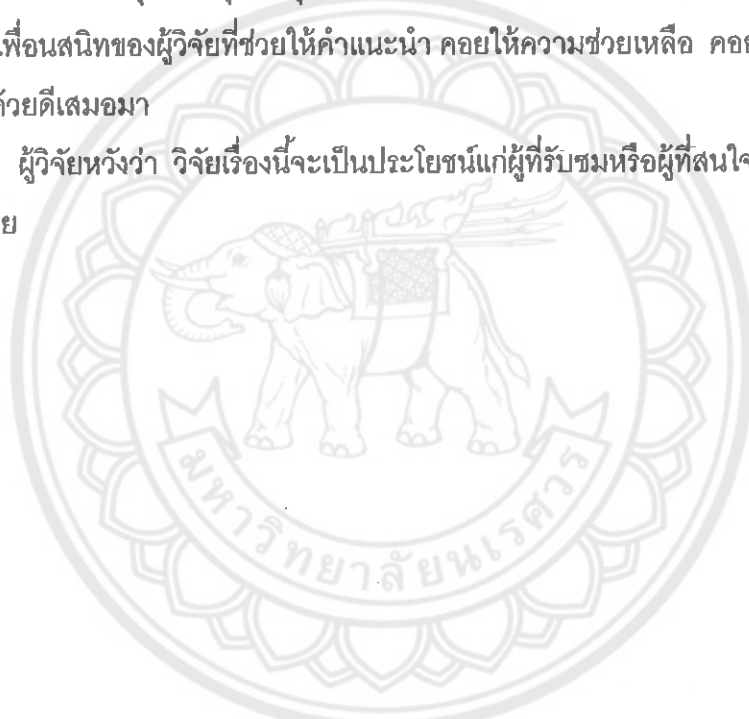 เพื่อนสนิทของผู้วิจัยที่ช่วยให้คำแนะนำ คอยให้ความช่วยเหลือ
ด้วยดีเสมอมา
ผู้วิจัยหวังว่า วิจัยเรื่องนี้จะเป็นประโยชน์แก่ผู้ที่รับชมหรือผู้ที่สนใจ
มหาวิทยาลัยนเรศวร